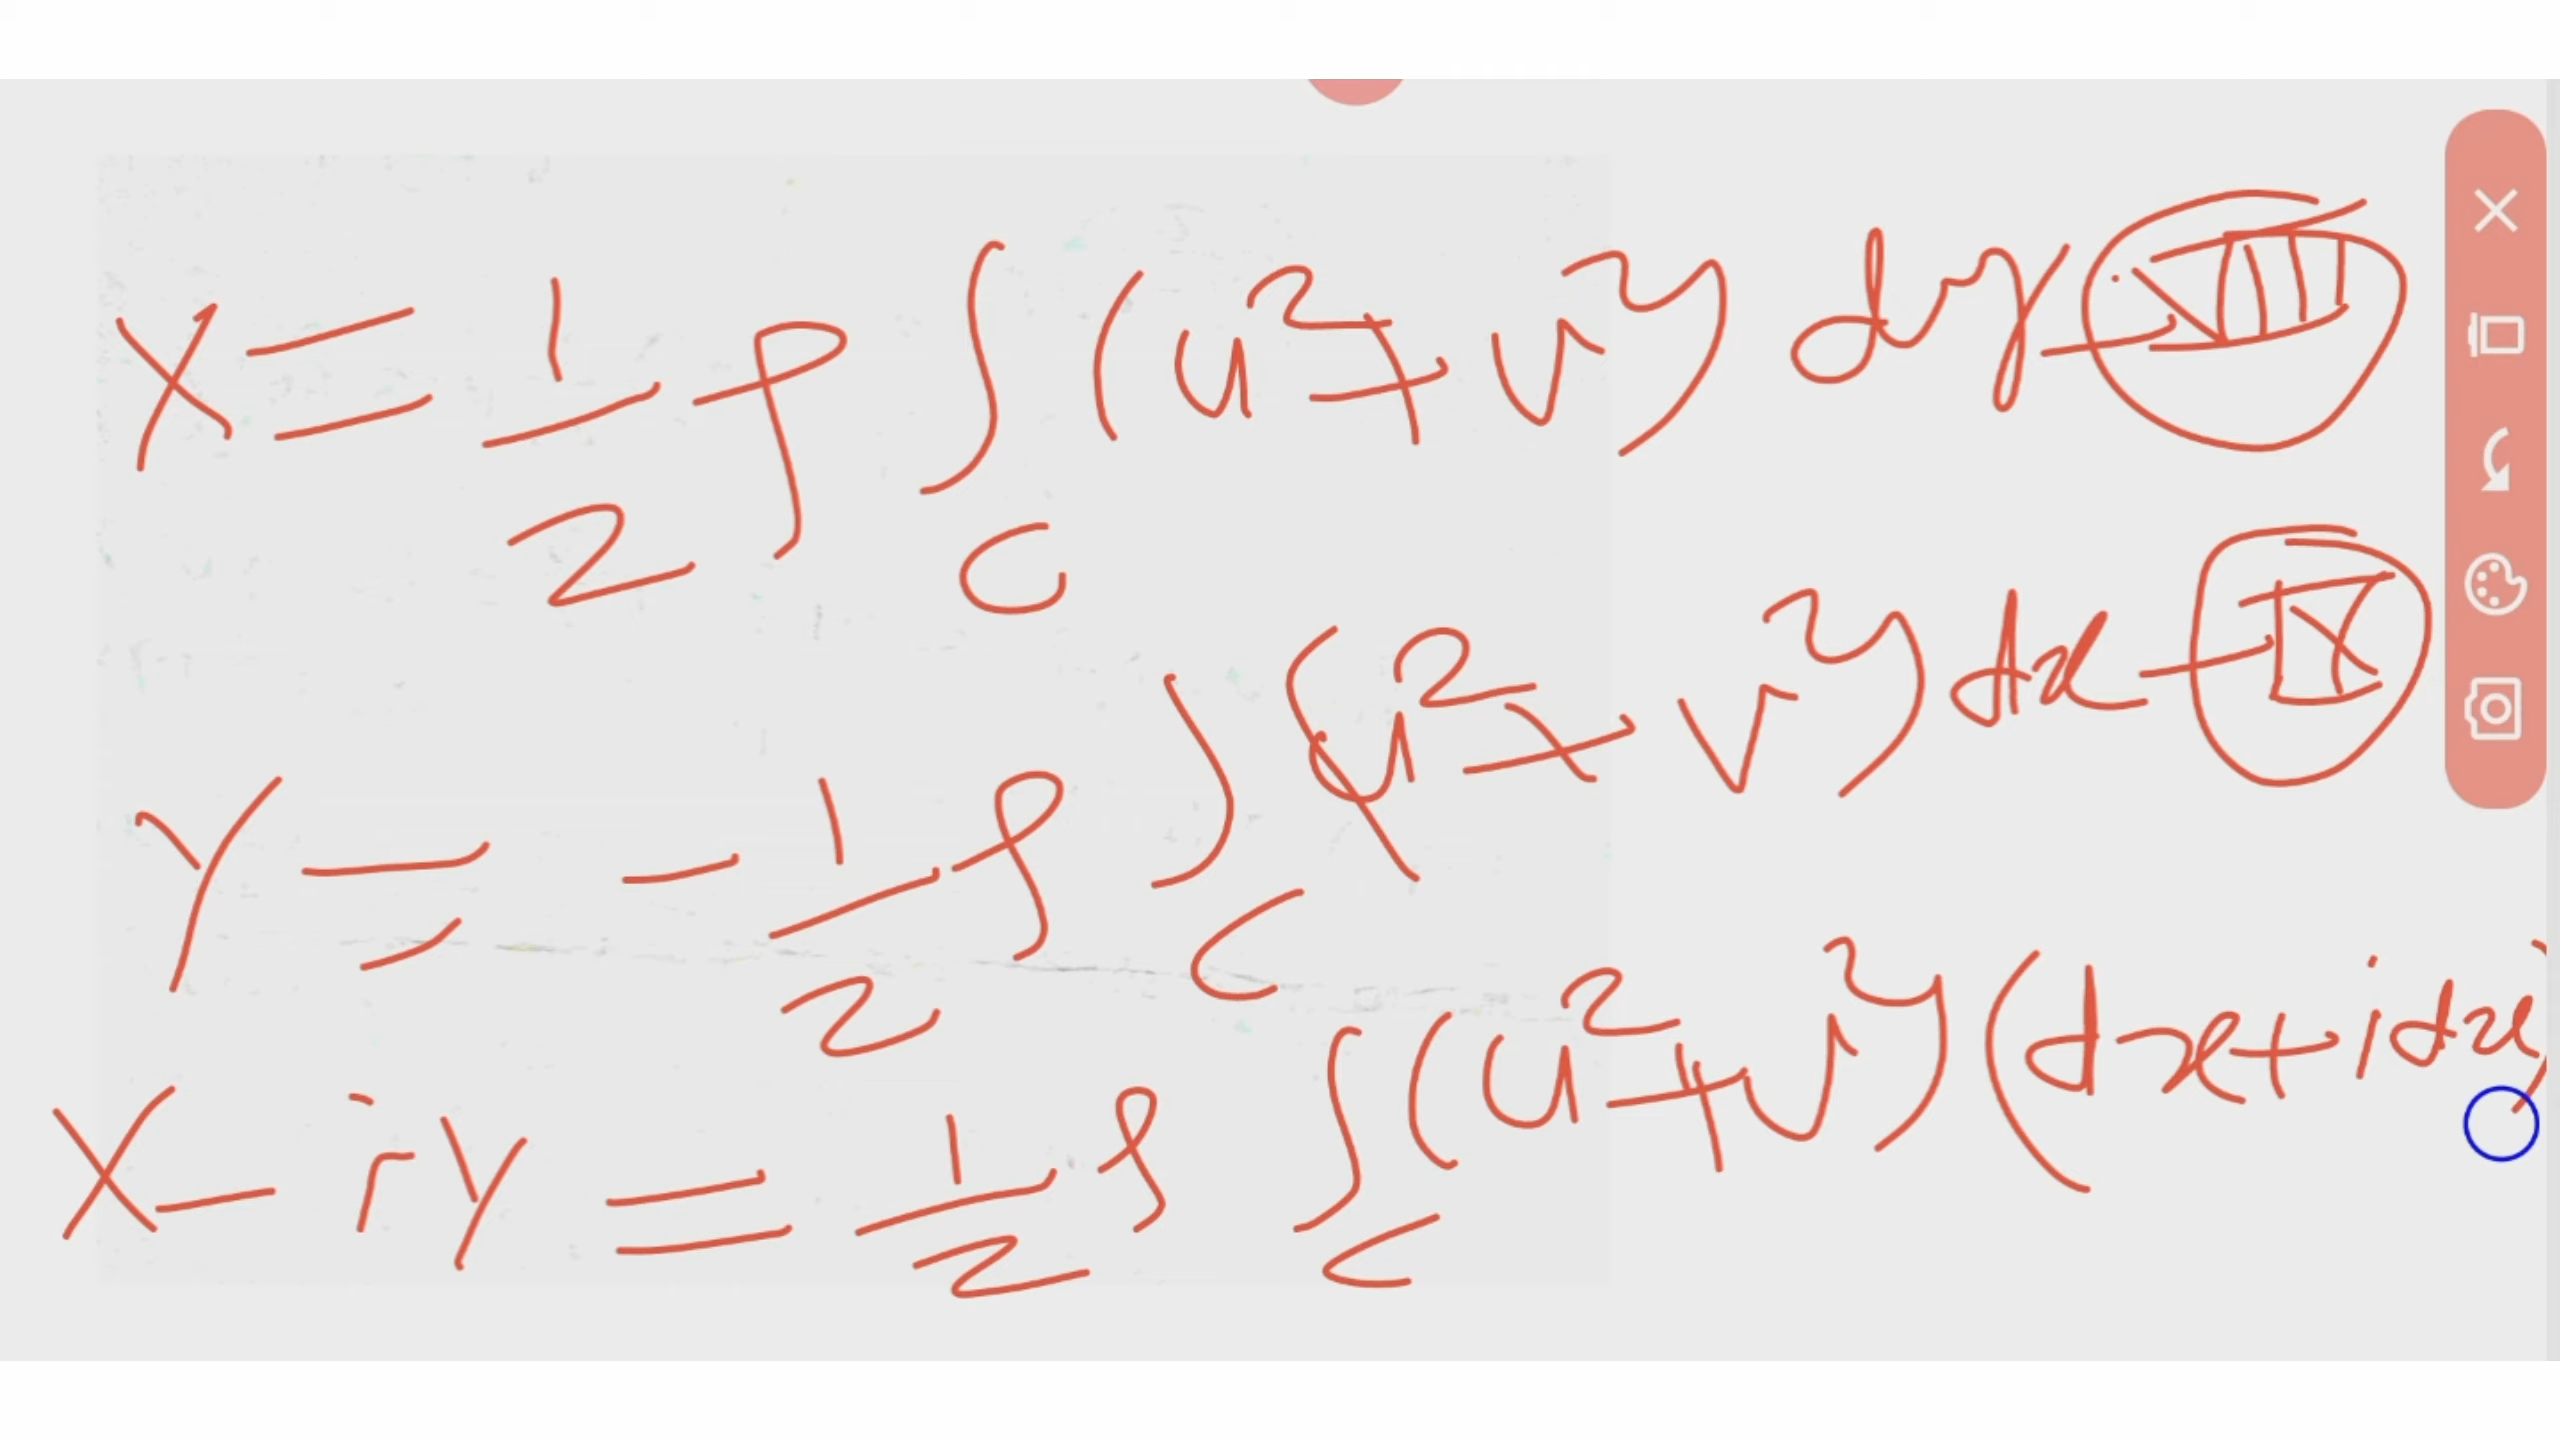 X = 1/2 ρ ∫_C (u² + v²) dy — VIII
Y = - 1/2 ρ ∫_C (u² + v²) dx — IX
X - iY = 1/2 ρ ∫_C (u² + v²)(dx + idx)